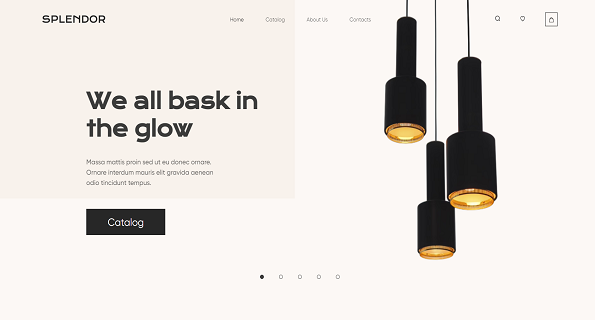 SPLENDOR
Home Catalog About Us Contacts
We all bask in
the glow
Massa mattis proin sed ut eu donec ornare.
Ornare interdum mauris elit gravida aenean
odio tincidunt tempus.
Catalog